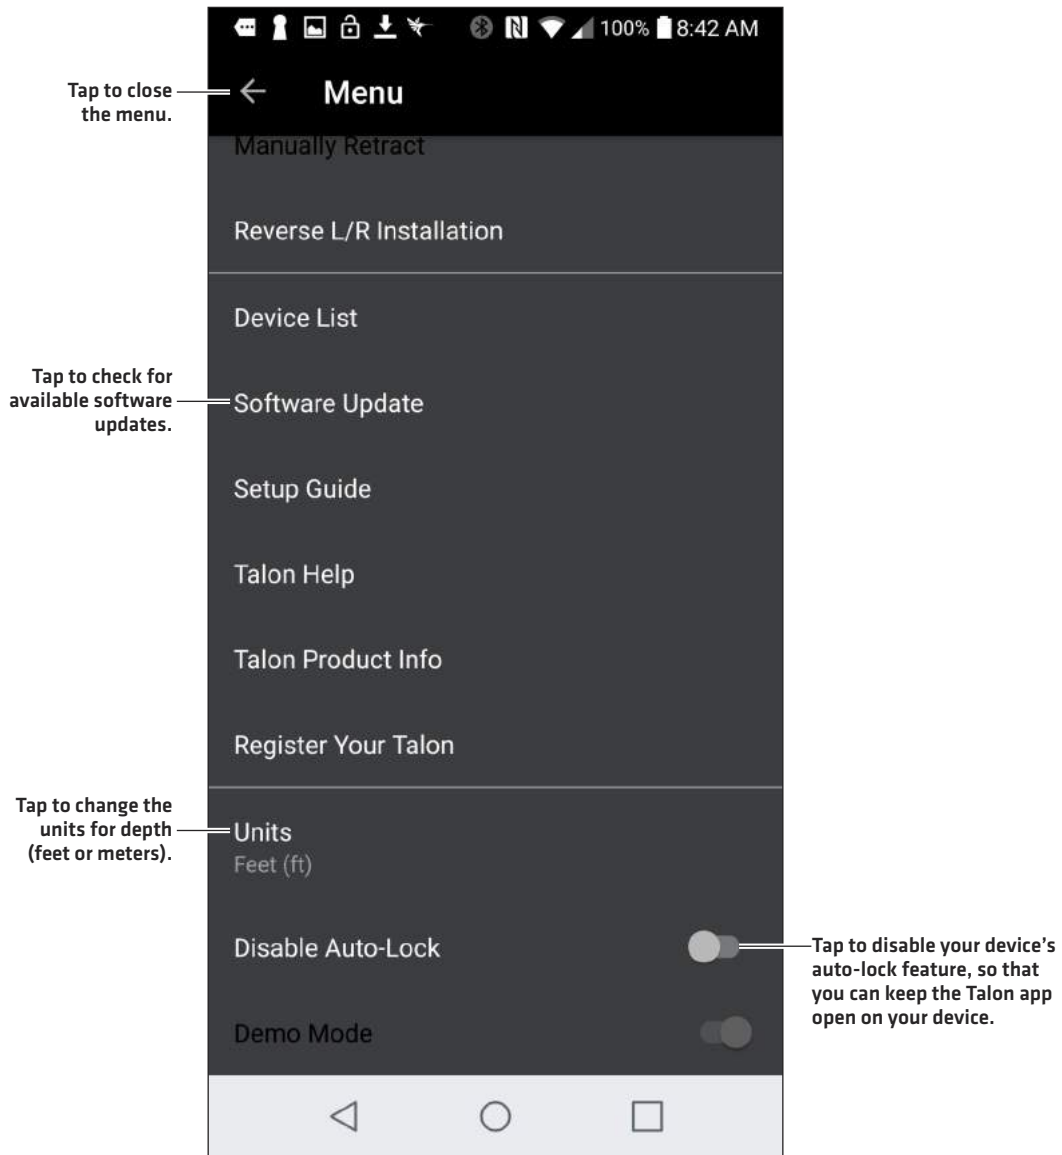 100% 8:42 AM
Tap to close
the menu.
Menu
Manually Retract
Reverse L/R Installation
Device List
Tap to check for
available software
updates.
Software Update
Setup Guide
Talon Help
Talon Product Info
Register Your Talon
Tap to change the
units for depth
(feet or meters).
Units
Feet (ft)
Disable Auto-Lock
Tap to disable your device’s
auto-lock feature, so that
you can keep the Talon app
open on your device.
Demo Mode